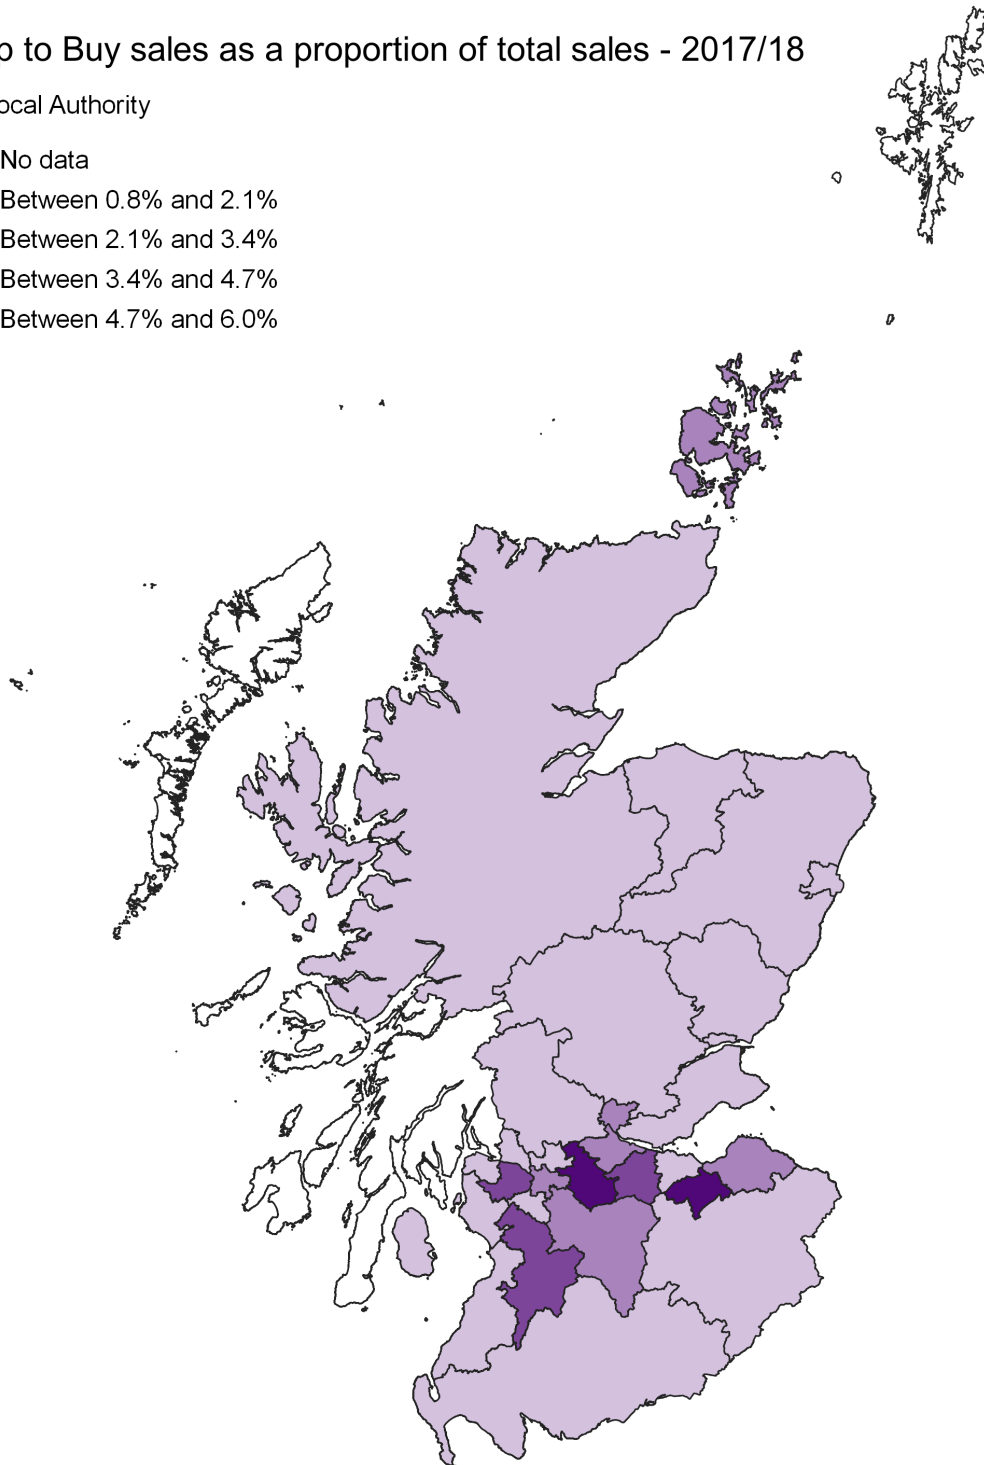 p to Buy sales as a proportion of total sales - 2017/18
ocal Authority
No data
Between 0.8% and 2.1%
Between 2.1% and 3.4%
Between 3.4% and 4.7%
Between 4.7% and 6.0%